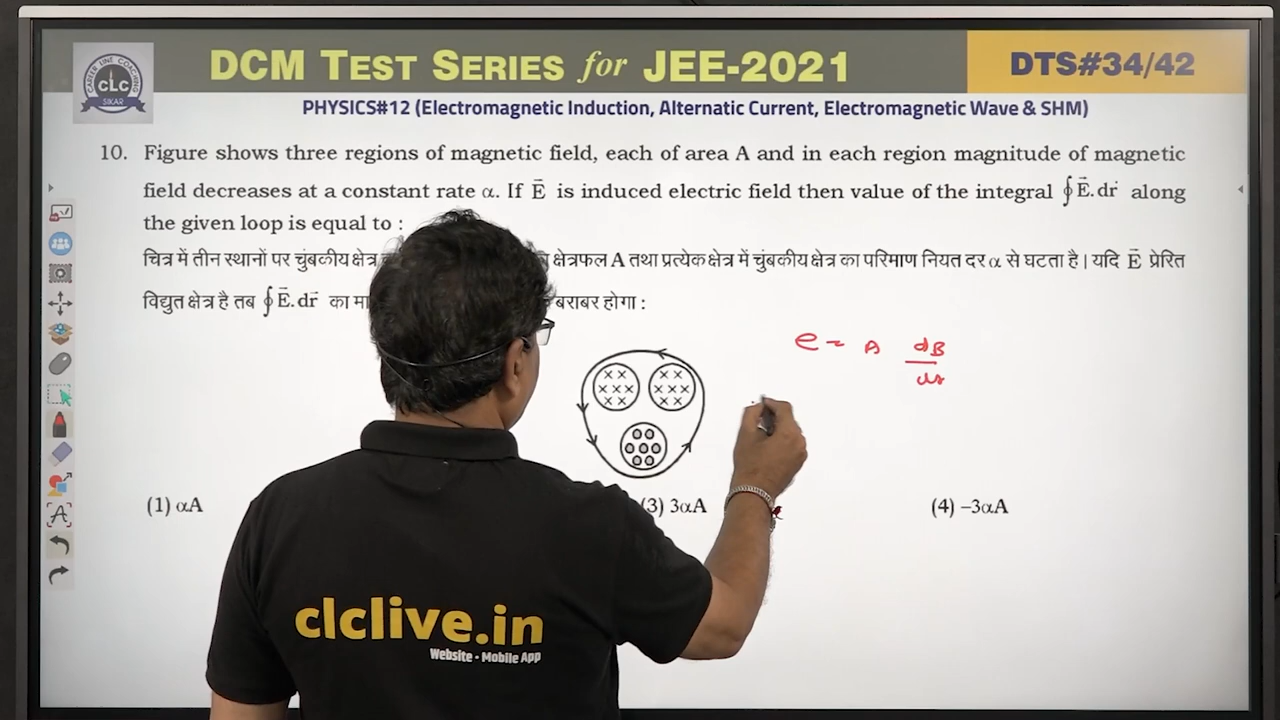 DCM TEST SERIES for JEE-2021
DTS#34/42
CAREER LINE COACHING
CLC
SIKAR
PHYSICS#12 (Electromagnetic Induction, Alternatic Current, Electromagnetic Wave & SHM)
10. Figure shows three regions of magnetic field, each of area A and in each region magnitude of magnetic
field decreases at a constant rate α. If E⃗ is induced electric field then value of the integral ∮E⃗.dr⃗ along
the given loop is equal to :
चित्र में तीन स्थानों पर चुंबकीय क्षेत्र क्षेत्रफल A तथा प्रत्येक क्षेत्र में चुंबकीय क्षेत्र का परिमाण नियत दर α से घटता है। यदि E⃗ प्रेरित
विद्युत क्षेत्र है तब ∮E⃗.dr⃗ का बराबर होगा :
e = A dB
(1) αA (3) 3αA (4) –3αA
clclive.in
Website - Mobile App